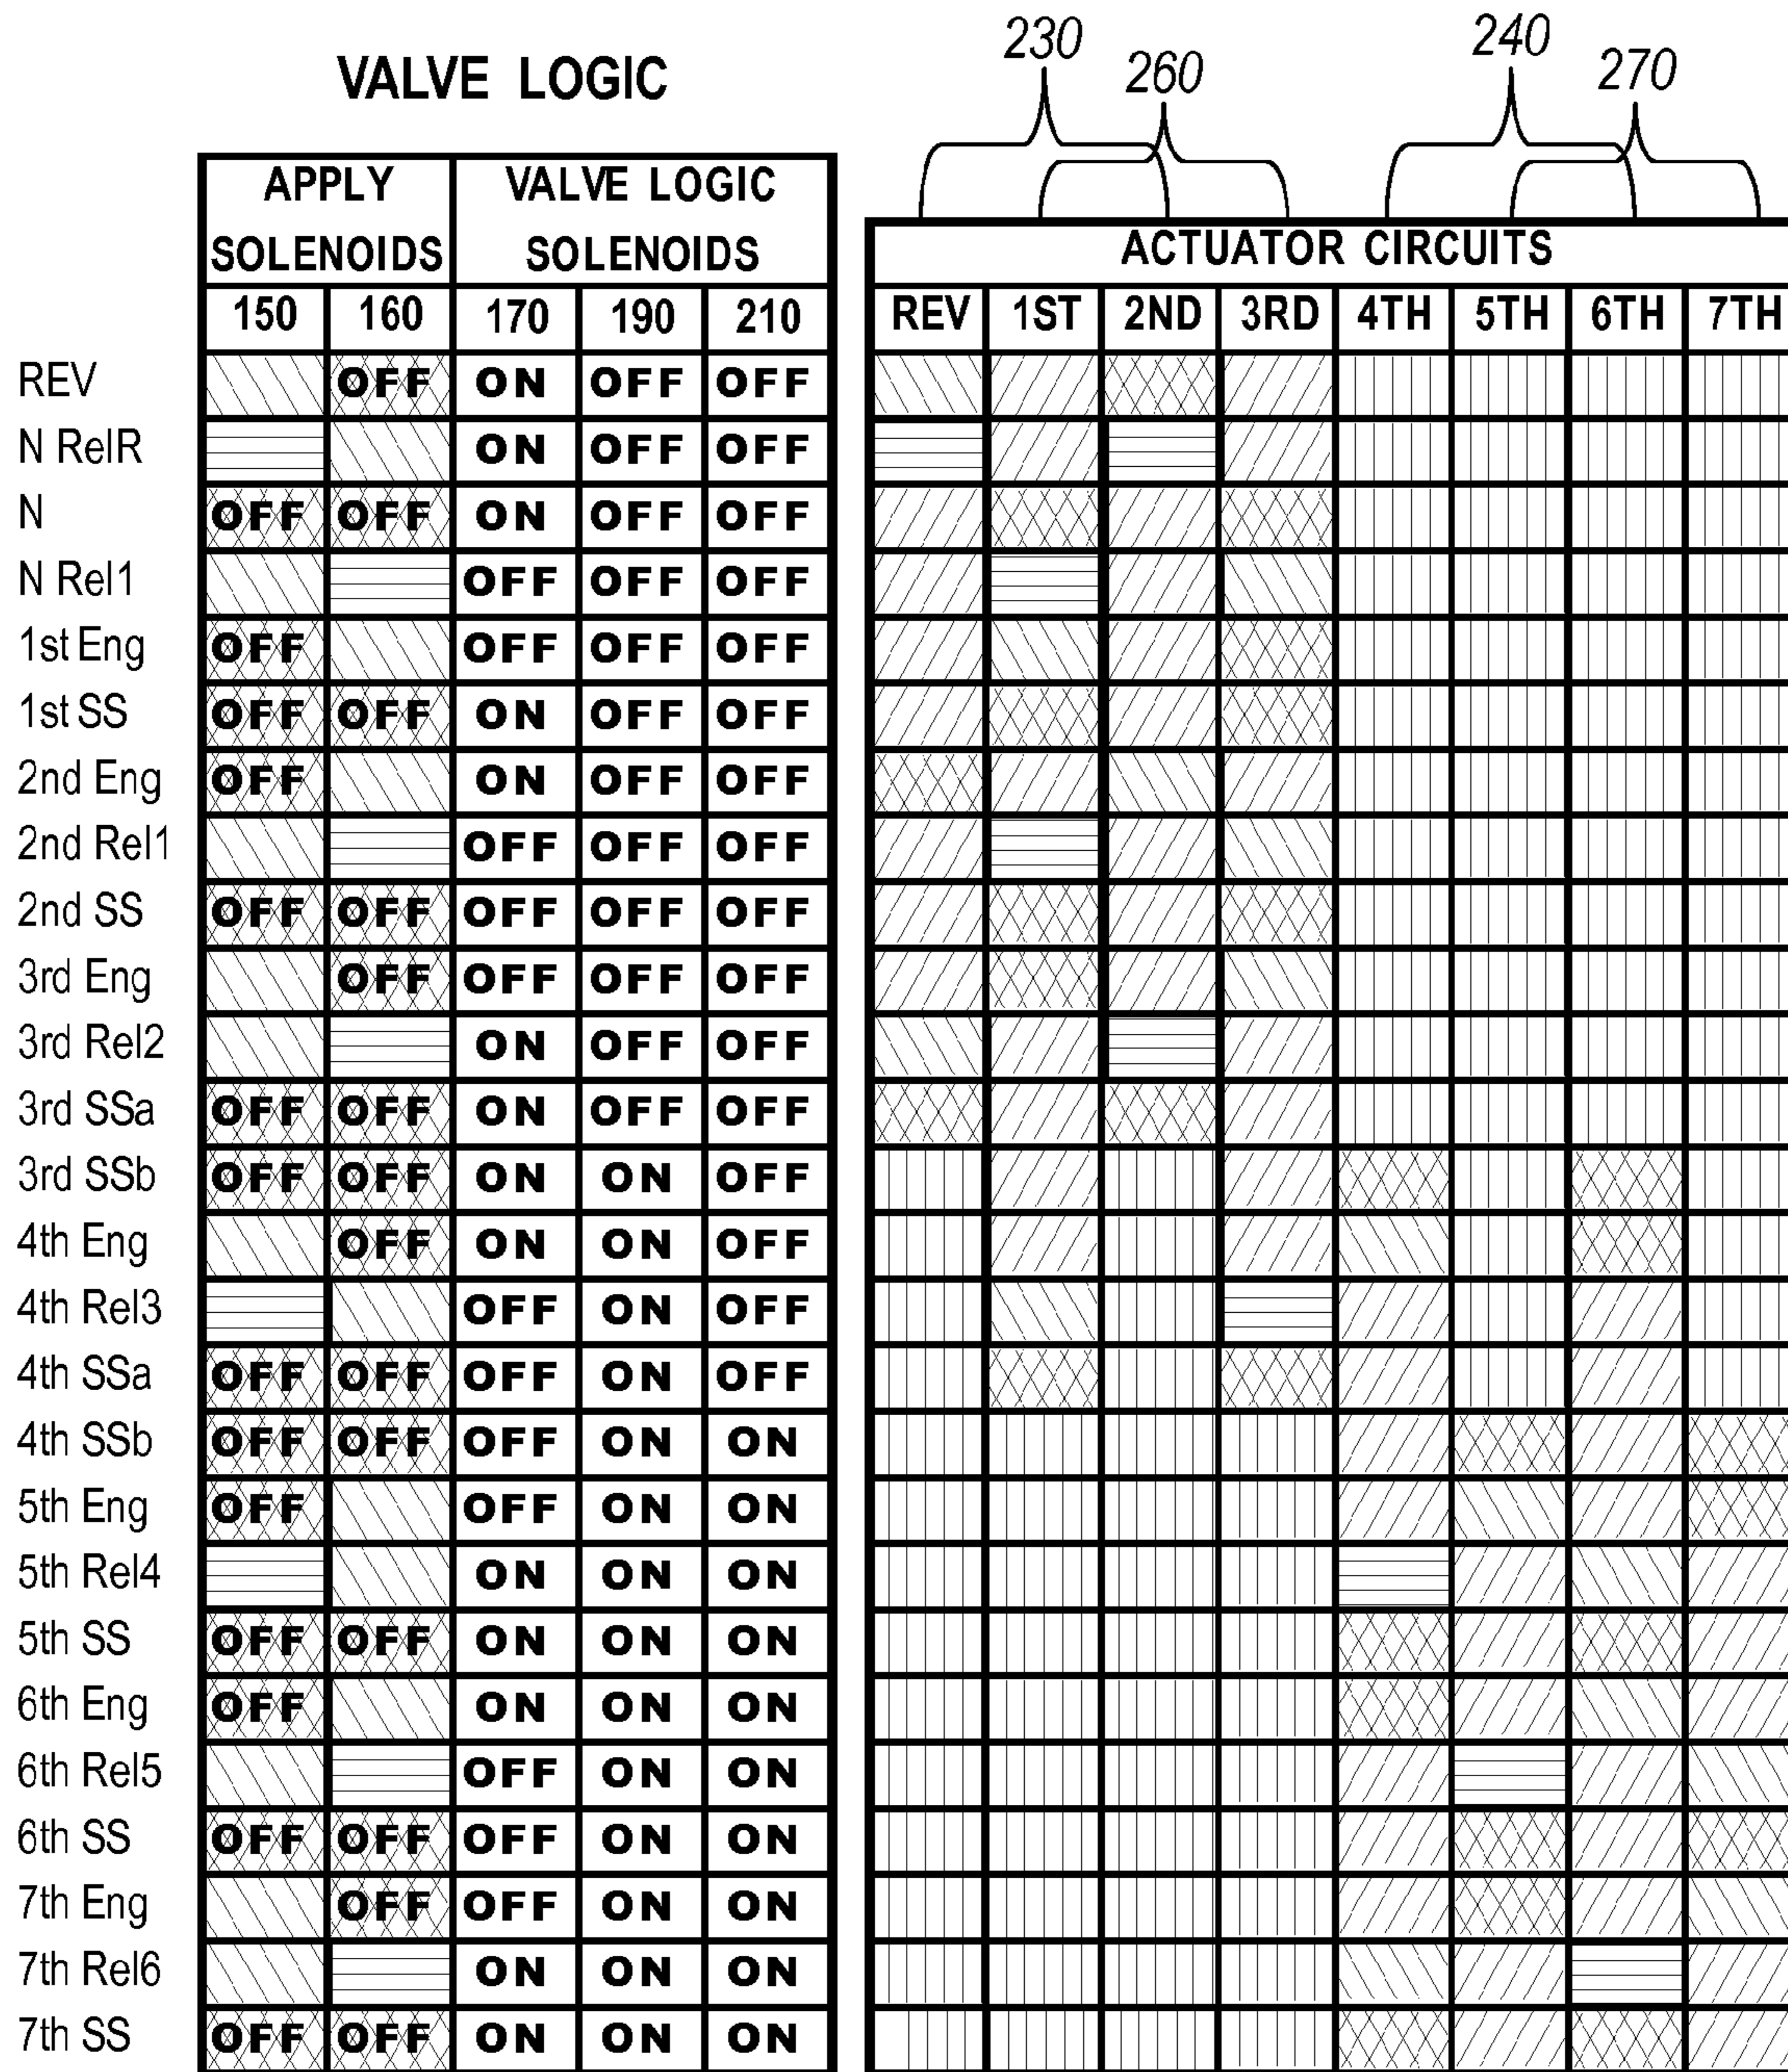 230
240
260
270
VALVE LOGIC
APPLY SOLENOIDS VALVE LOGIC SOLENOIDS
ACTUATOR CIRCUITS
150 160 170 190 210 REV 1ST 2ND 3RD 4TH 5TH 6TH 7TH
REV OFF ON OFF OFF
N RelR ON OFF OFF
N OFF OFF ON OFF OFF
N Rel1 OFF OFF OFF
1st Eng OFF OFF OFF OFF
1st SS OFF OFF ON OFF OFF
2nd Eng OFF ON OFF OFF
2nd Rel1 OFF OFF OFF
2nd SS OFF OFF OFF OFF OFF
3rd Eng OFF OFF OFF OFF
3rd Rel2 ON OFF OFF
3rd SSa OFF OFF ON OFF OFF
3rd SSb OFF OFF ON ON OFF
4th Eng OFF ON ON OFF
4th Rel3 OFF ON OFF
4th SSa OFF OFF OFF ON OFF
4th SSb OFF OFF OFF ON ON
5th Eng OFF OFF ON ON
5th Rel4 ON ON ON
5th SS OFF OFF ON ON ON
6th Eng OFF ON ON ON
6th Rel5 OFF ON ON
6th SS OFF OFF OFF ON ON
7th Eng OFF OFF ON ON
7th Rel6 ON ON ON
7th SS OFF OFF ON ON ON